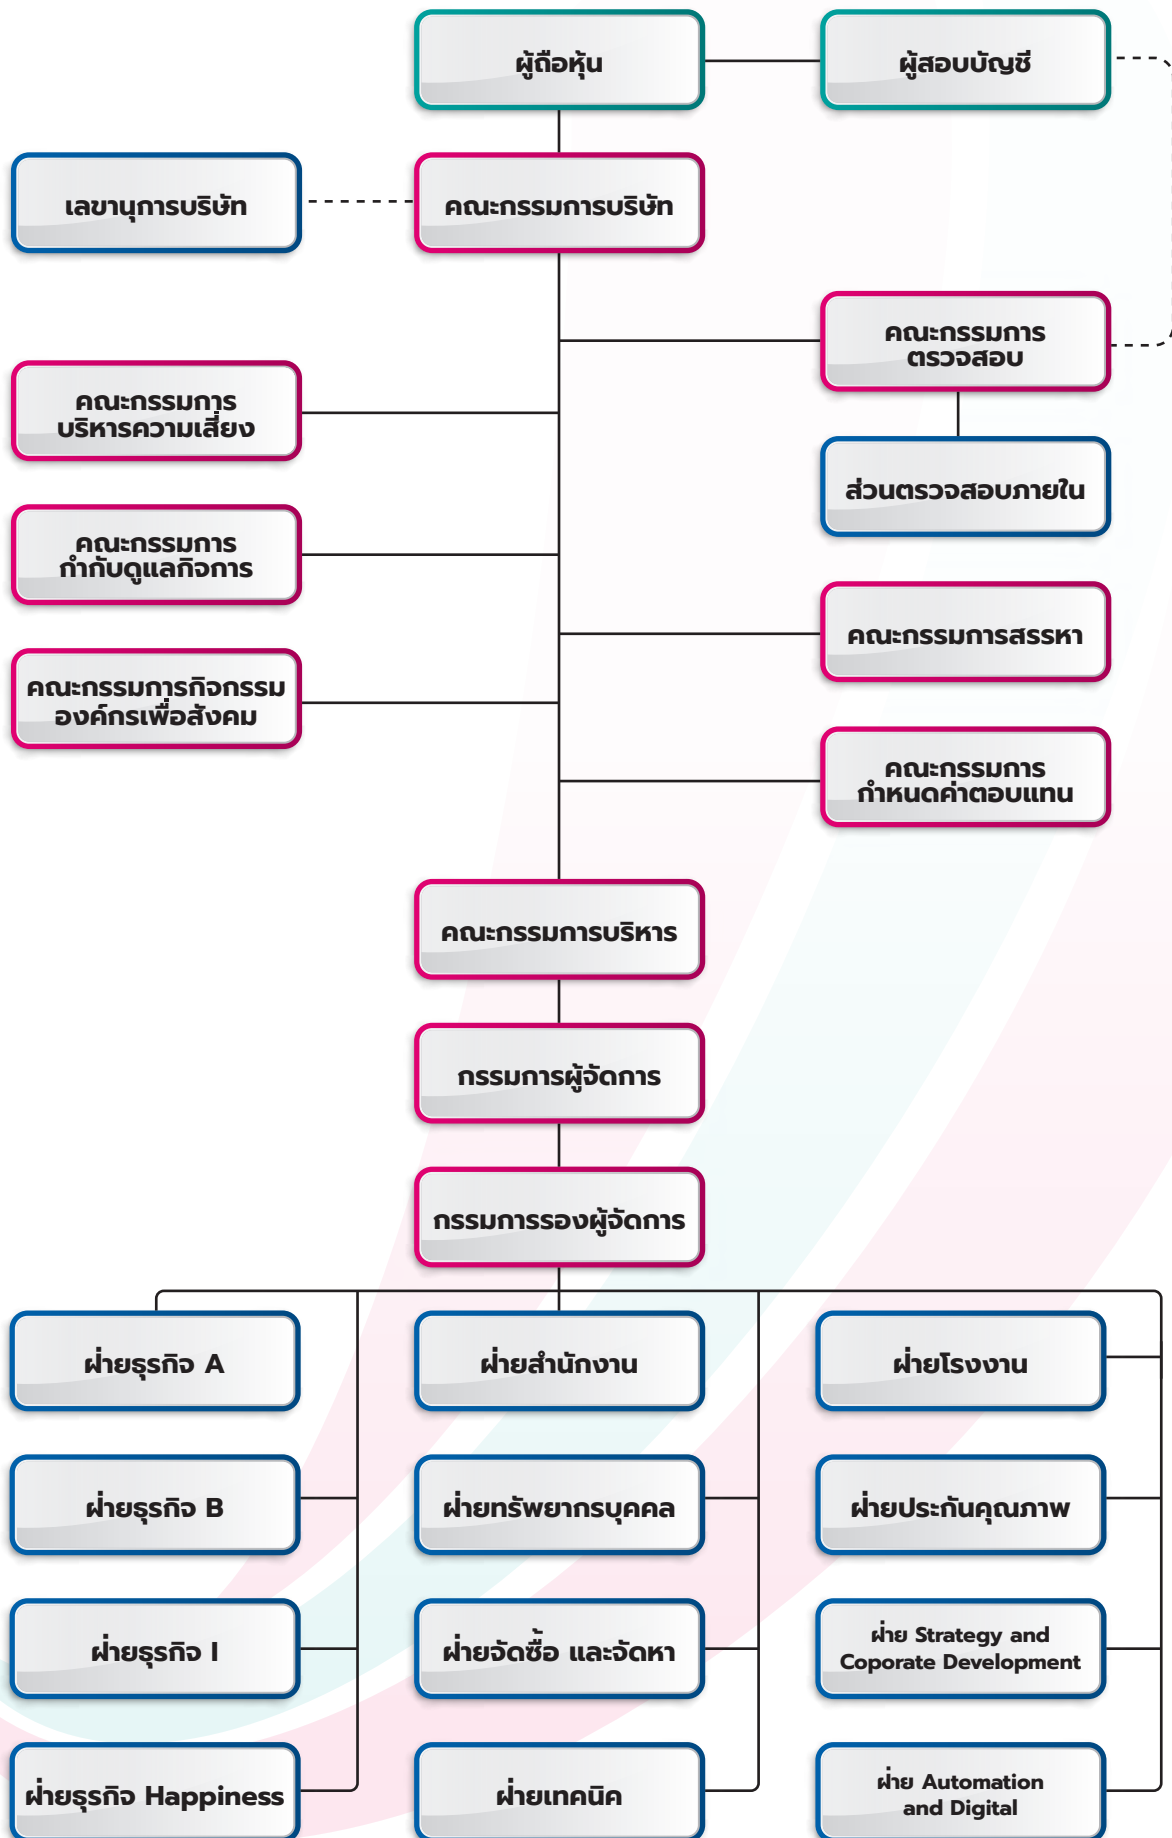 ผู้ถือหุ้น
ผู้สอบบัญชี
เลขานุการบริษัท
คณะกรรมการบริษัท
คณะกรรมการ
ตรวจสอบ
คณะกรรมการ
บริหารความเสี่ยง
ส่วนตรวจสอบภายใน
คณะกรรมการ
กำกับดูแลกิจการ
คณะกรรมการสรรหา
คณะกรรมการกิจกรรม
องค์กรเพื่อสังคม
คณะกรรมการ
กำหนดค่าตอบแทน
คณะกรรมการบริหาร
กรรมการผู้จัดการ
กรรมการรองผู้จัดการ
ฝ่ายธุรกิจ A
ฝ่ายสำนักงาน
ฝ่ายโรงงาน
ฝ่ายธุรกิจ B
ฝ่ายทรัพยากรบุคคล
ฝ่ายประกันคุณภาพ
ฝ่ายธุรกิจ I
ฝ่ายจัดซื้อ และจัดหา
ฝ่าย Strategy and
Coporate Development
ฝ่ายธุรกิจ Happiness
ฝ่ายเทคนิค
ฝ่าย Automation
and Digital